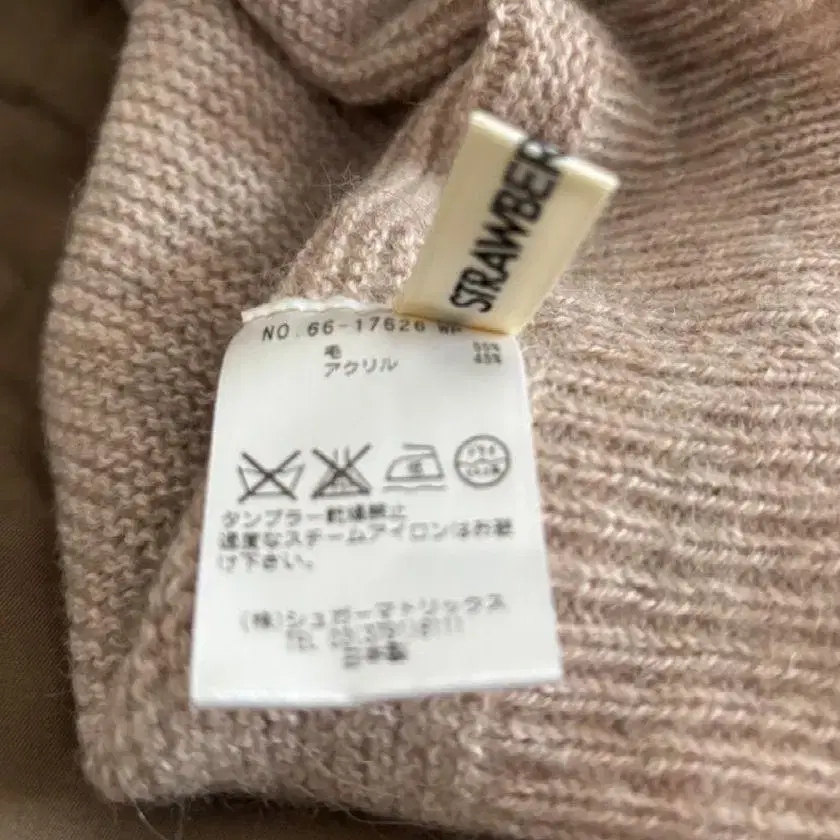 STRAWBER
NO.66-17626
毛
アクリル 45%
タンブラー乾燥禁止
過度なスチームアイロンはお避
け下さい。
(株)シュガーマトリックス
TEL
日本製